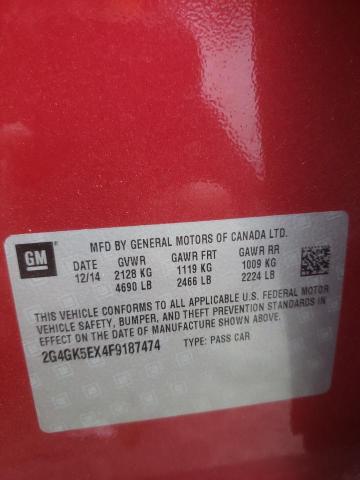 MFD BY GENERAL MOTORS OF CANADA LTD.
GM
DATE GVWR GAWR FRT GAWR RR
12/14 2128 KG 1119 KG 1009 KG
4690 LB 2466 LB 2224 LB
THIS VEHICLE CONFORMS TO ALL APPLICABLE U.S. FEDERAL MOTOR
VEHICLE SAFETY, BUMPER, AND THEFT PREVENTION STANDARDS IN
EFFECT ON THE DATE OF MANUFACTURE SHOWN ABOVE.
2G4GK5EX4F9187474 TYPE: PASS CAR